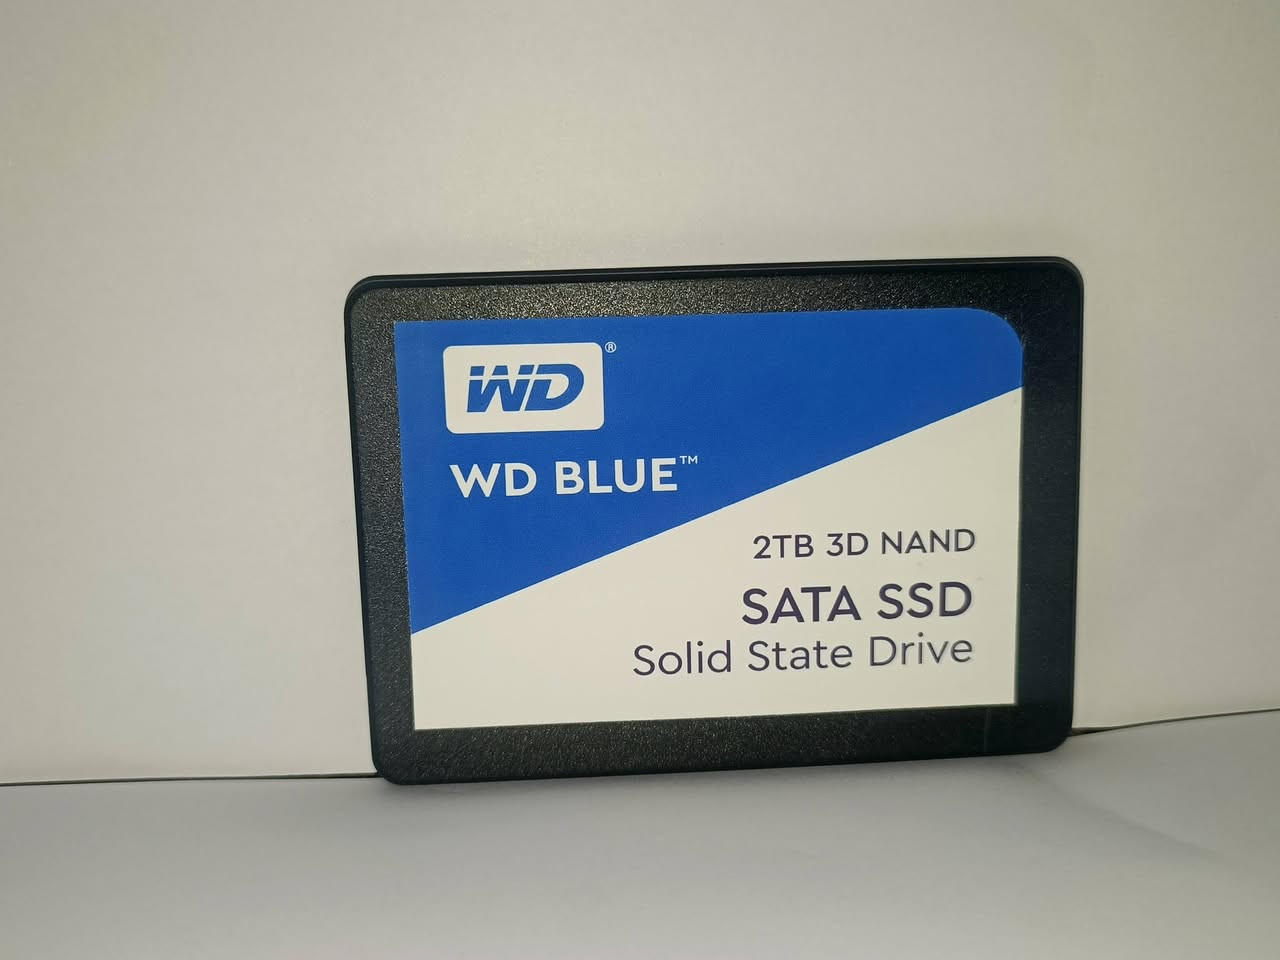 WD®
WD BLUE™
2TB 3D NAND
SATA SSD
Solid State Drive